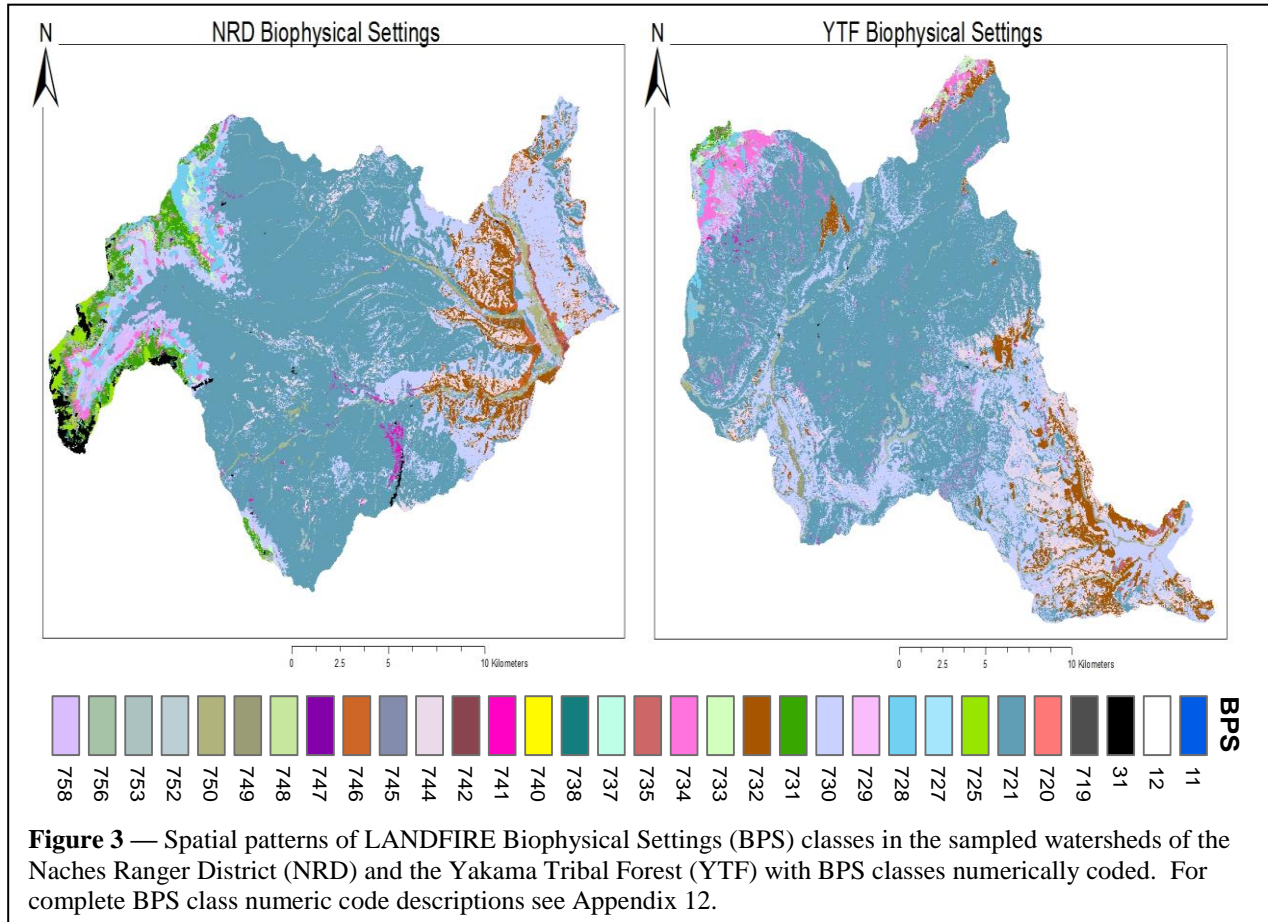 N
NRD Biophysical Settings
N
YTF Biophysical Settings
0 2.5 5 10 Kilometers
0 2.5 5 10 Kilometers
758 756 753 752 750 749 748 747 746 745 744 742 741 740 738 737 735 734 733 732 731 730 729 728 727 725 721 720 719 31 12 11
BPS
Figure 3 — Spatial patterns of LANDFIRE Biophysical Settings (BPS) classes in the sampled watersheds of the
Naches Ranger District (NRD) and the Yakama Tribal Forest (YTF) with BPS classes numerically coded.  For
complete BPS class numeric code descriptions see Appendix 12.